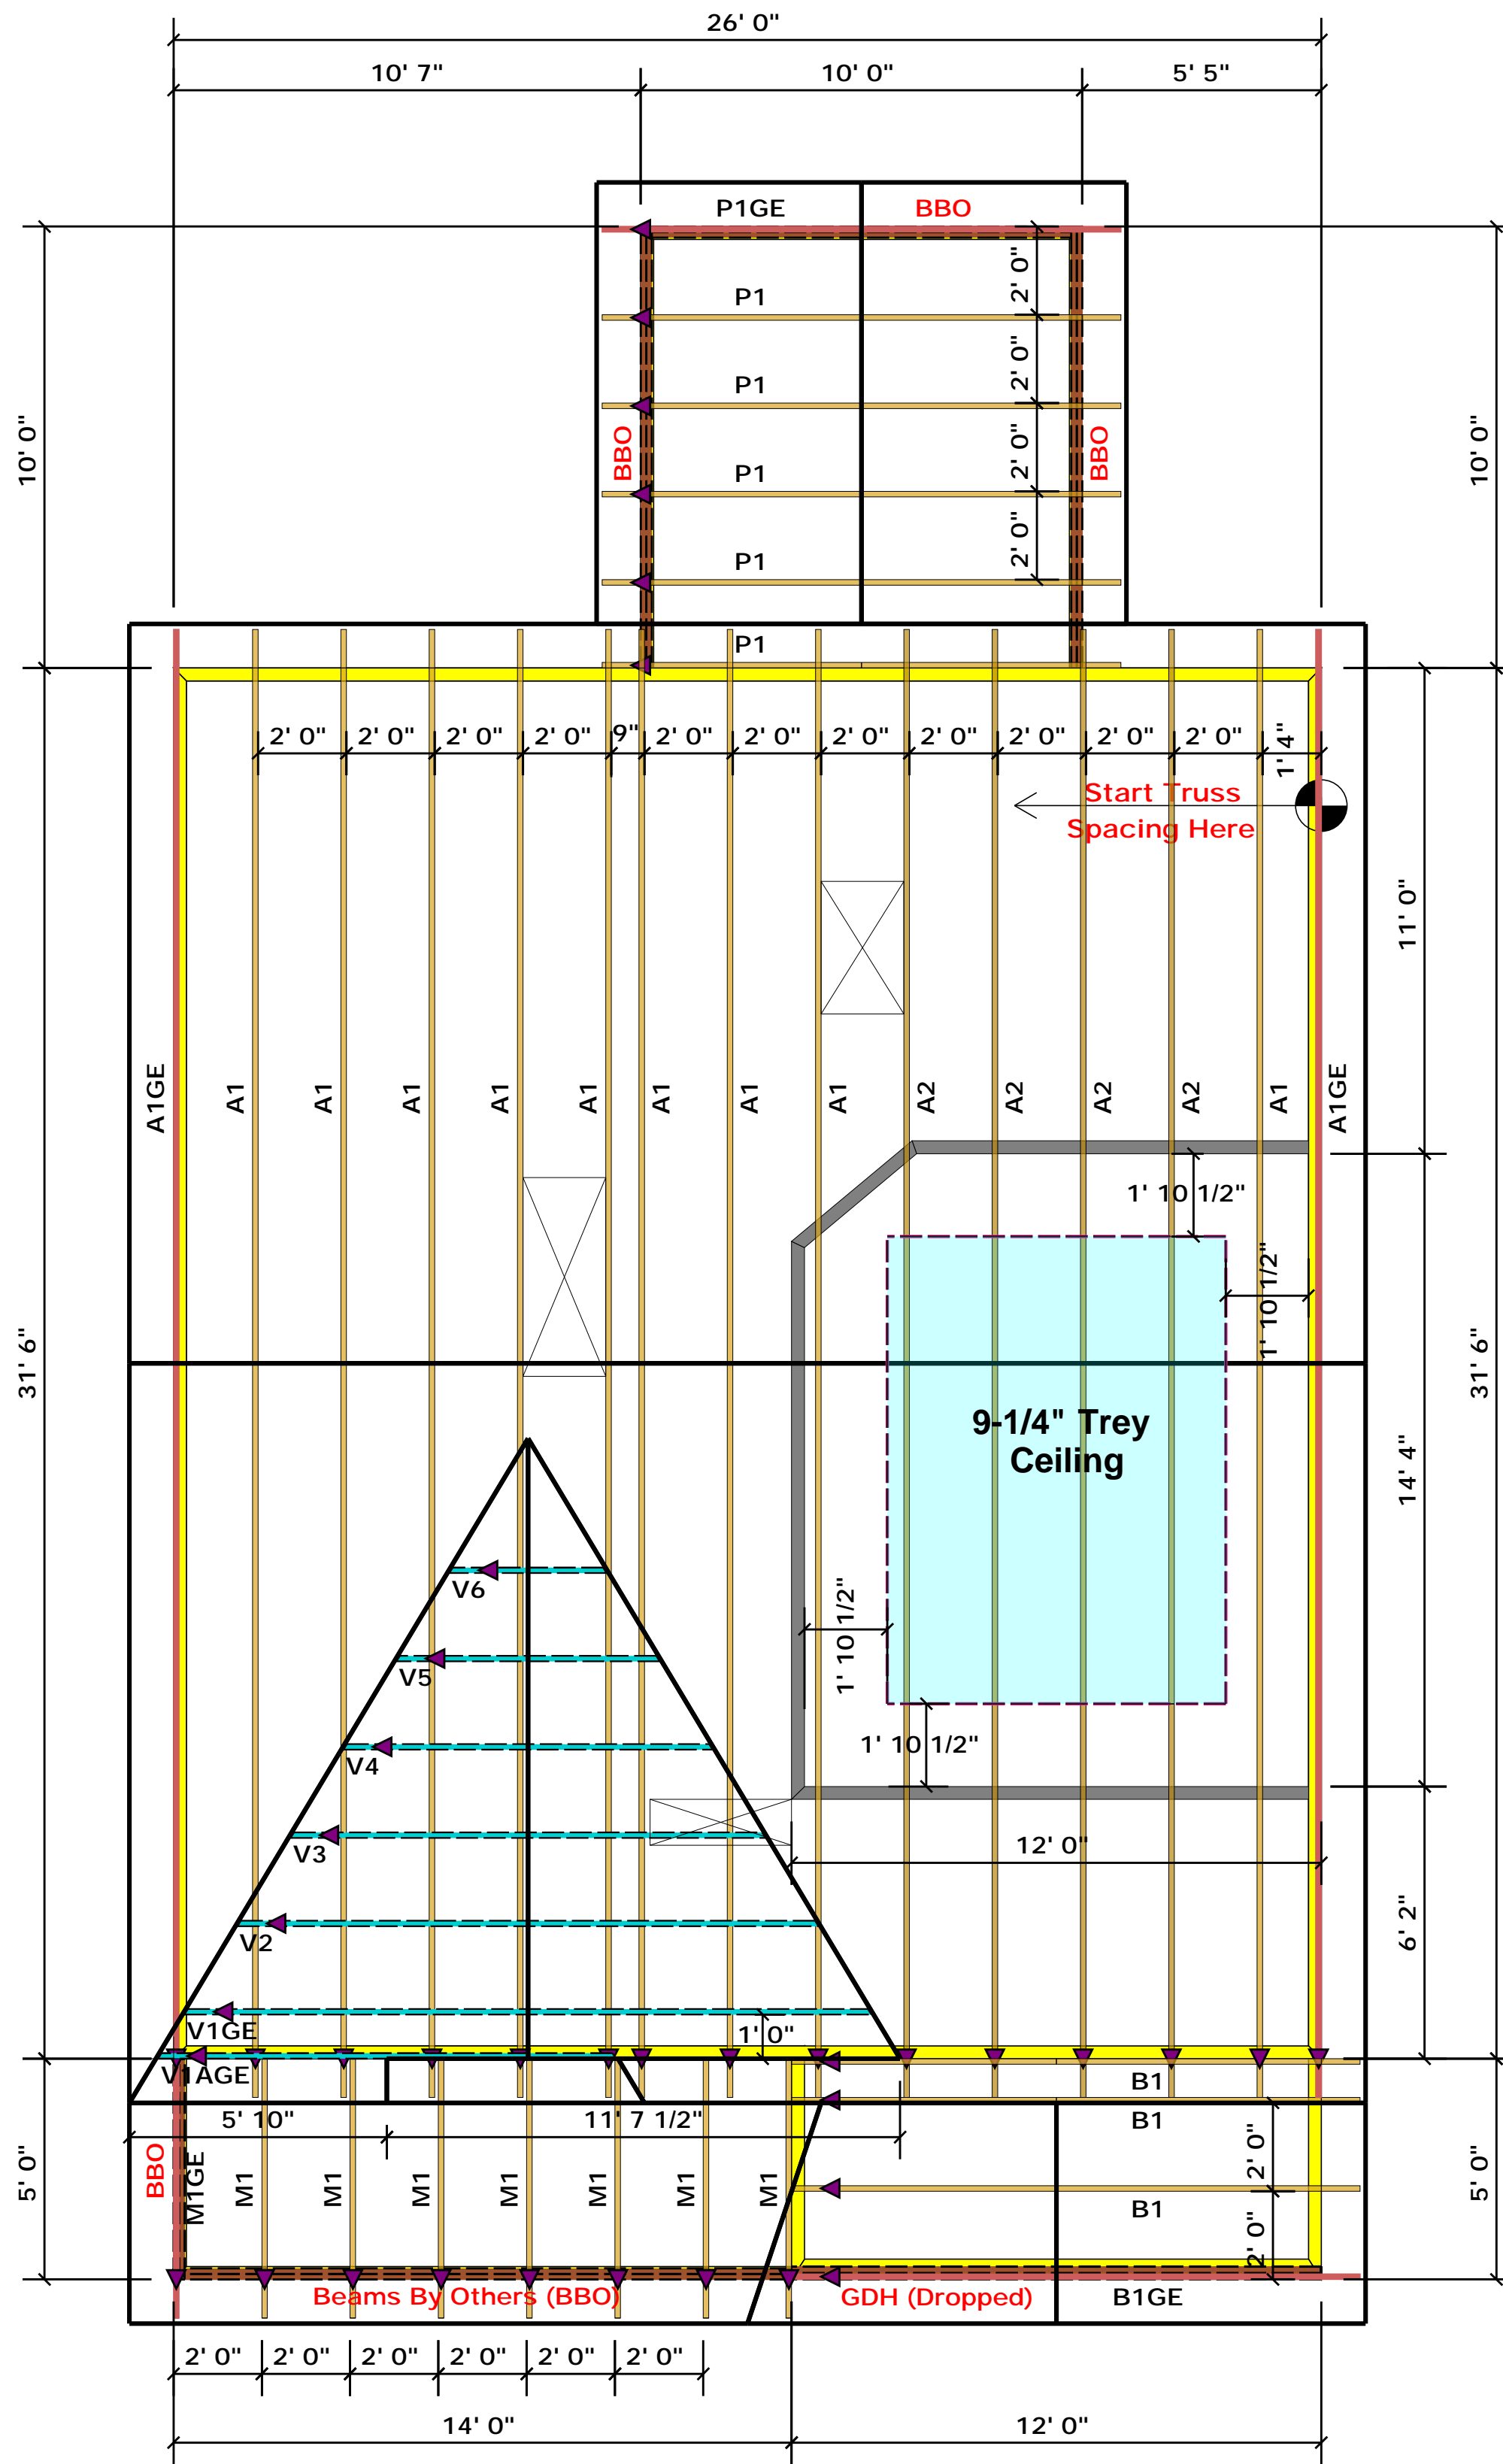 26' 0"
10' 7"
10' 0"
5' 5"
P1GE
BBO
2' 0"
P1
2' 0"
P1
10' 0"
BBO
2' 0"
BBO
10' 0"
P1
2' 0"
P1
P1
2' 0"
2' 0"
2' 0"
2' 0"
9"
2' 0"
2' 0"
2' 0"
2' 0"
2' 0"
2' 0"
2' 0"
1' 4"
Start Truss
Spacing Here
11' 0"
A1GE
A1
A1
A1
A1
A1
A1
A1
A1
A2
A2
A2
A2
A1
A1GE
1' 10 1/2"
1' 10 1/2"
31' 6"
31' 6"
9-1/4" Trey
Ceiling
14' 4"
V6
V5
1' 10 1/2"
V4
1' 10 1/2"
V3
12' 0"
V2
6' 2"
V1GE
1' 0"
V1AGE
B1
5' 10"
11' 7 1/2"
B1
5' 0"
BBO
M1GE
M1
M1
M1
M1
M1
M1
M1
2' 0"
5' 0"
B1
2' 0"
Beams By Others (BBO)
GDH (Dropped)
B1GE
2' 0"
2' 0"
2' 0"
2' 0"
2' 0"
2' 0"
14' 0"
12' 0"